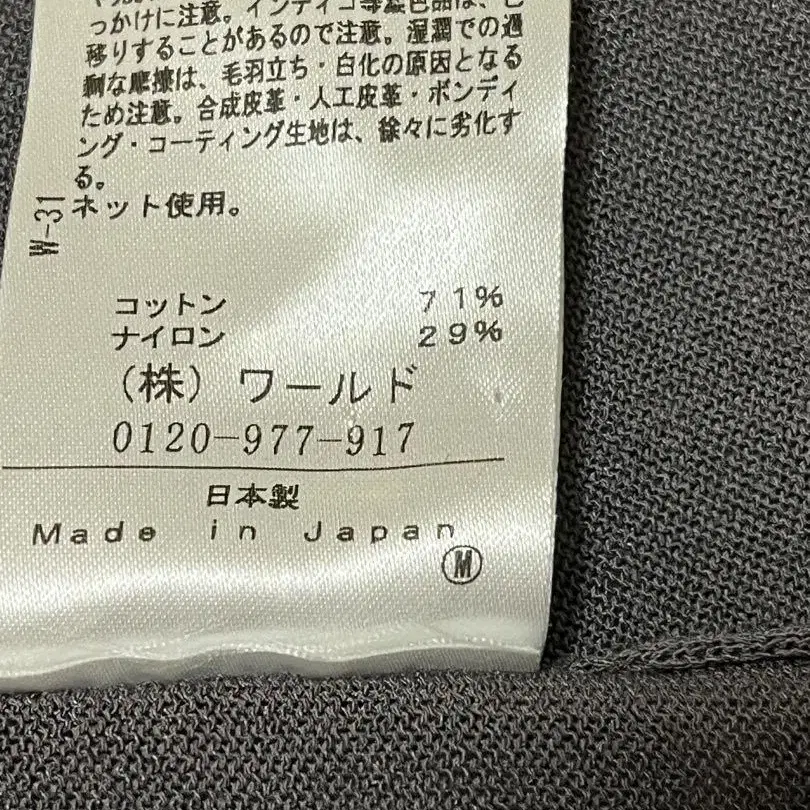 っかけに注意。インディゴ等濃色品は、色
移りすることがあるので注意。湿潤での過
剰な摩擦は、毛羽立ち・白化の原因となる
ため注意。合成皮革・人工皮革・ボンディ
ング・コーティング生地は、徐々に劣化す
る。
ネット使用。
W-31
コットン 71%
ナイロン 29%
(株)ワールド
0120-977-917
日本製
Made in Japan
M